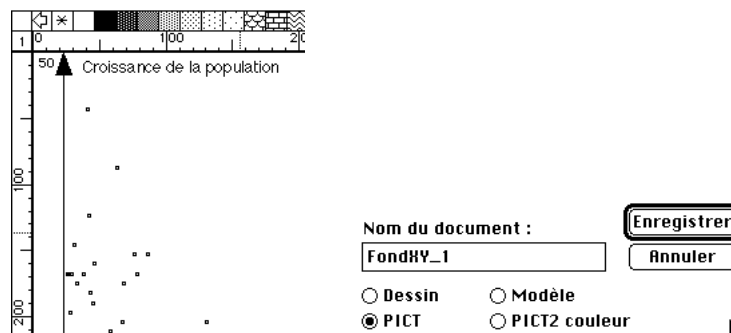 1 0 100 20
50 Croissance de la population
100
200
Nom du document :
FondXY_1
Enregistrer
Annuler
Dessin Modèle
PICT PICT2 couleur